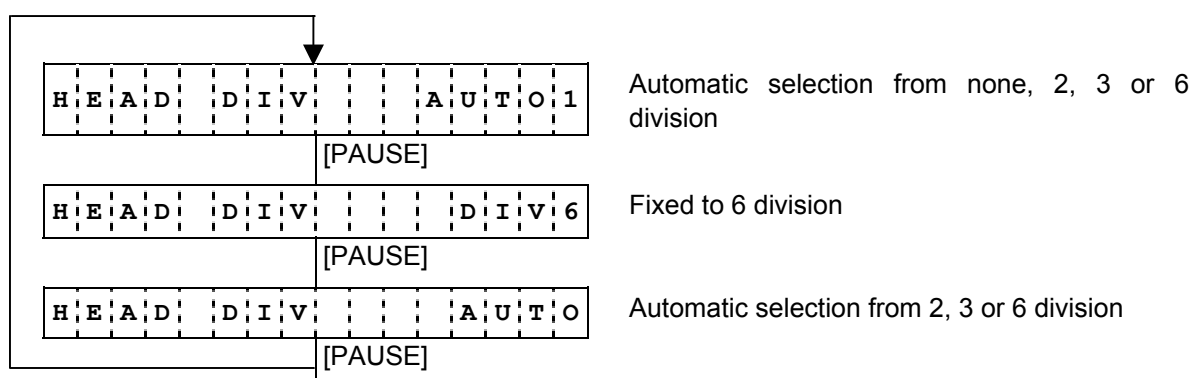 HEAD DIV   AUTO1
Automatic selection from none, 2, 3 or 6
division
[PAUSE]
HEAD DIV    DIV6
Fixed to 6 division
[PAUSE]
HEAD DIV    AUTO
Automatic selection from 2, 3 or 6 division
[PAUSE]